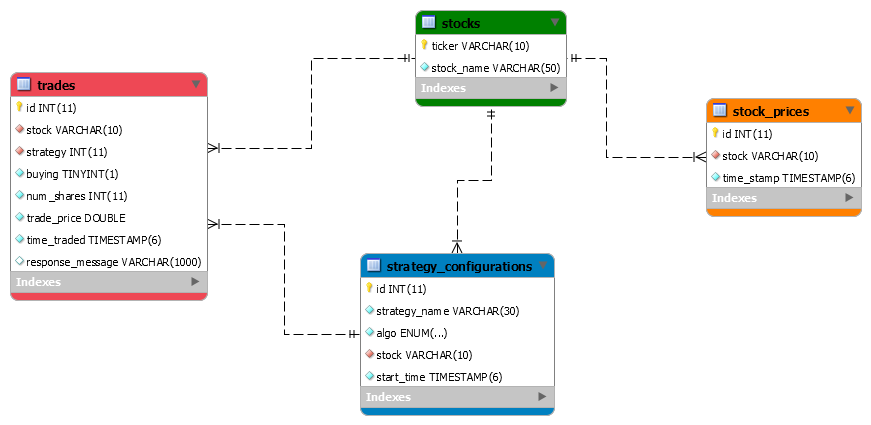 stocks
ticker VARCHAR(10)
stock_name VARCHAR(50)
Indexes
trades
id INT(11)
stock VARCHAR(10)
strategy INT(11)
buying TINYINT(1)
num_shares INT(11)
trade_price DOUBLE
time_traded TIMESTAMP(6)
response_message VARCHAR(1000)
Indexes
stock_prices
id INT(11)
stock VARCHAR(10)
time_stamp TIMESTAMP(6)
Indexes
strategy_configurations
id INT(11)
strategy_name VARCHAR(30)
algo ENUM(...)
stock VARCHAR(10)
start_time TIMESTAMP(6)
Indexes